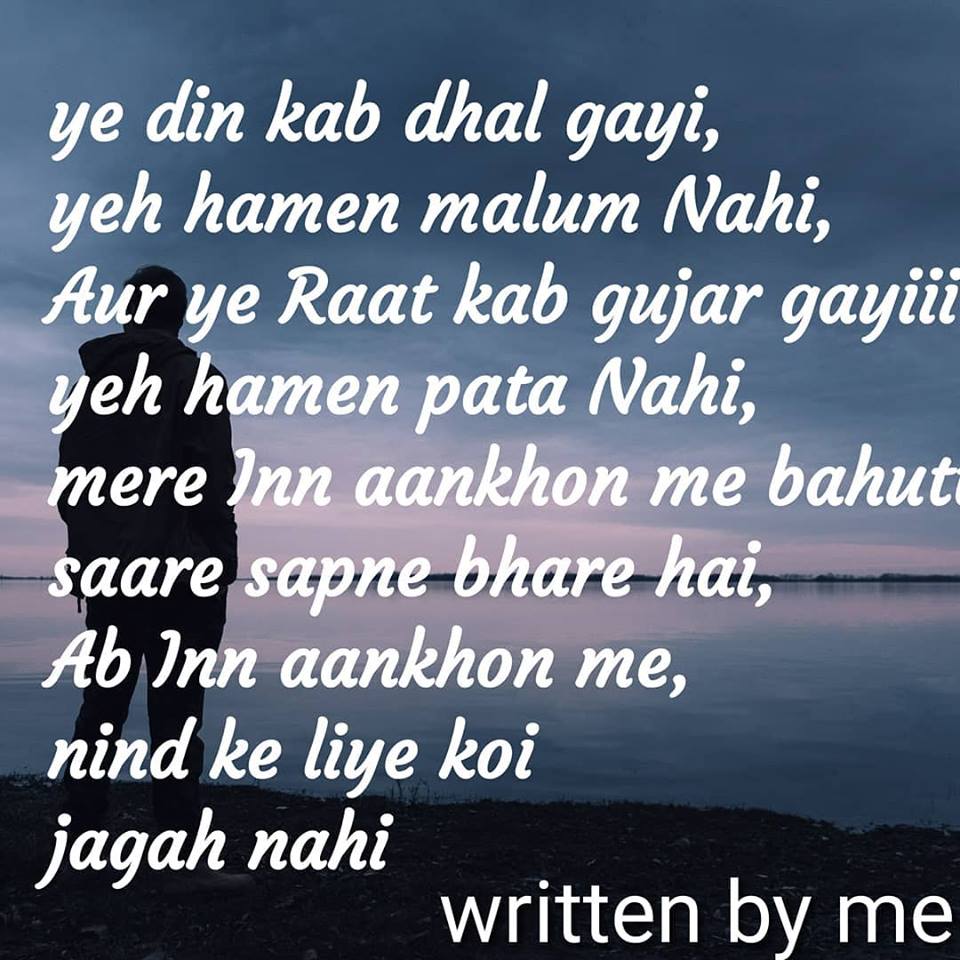 ye din kab dhal gayi,
yeh hamen malum Nahi,
Aur ye Raat kab gujar gayiii
yeh hamen pata Nahi,
mere Inn aankhon me bahutt
saare sapne bhare hai,
Ab Inn aankhon me,
nind ke liye koi
jagah nahi
written by me